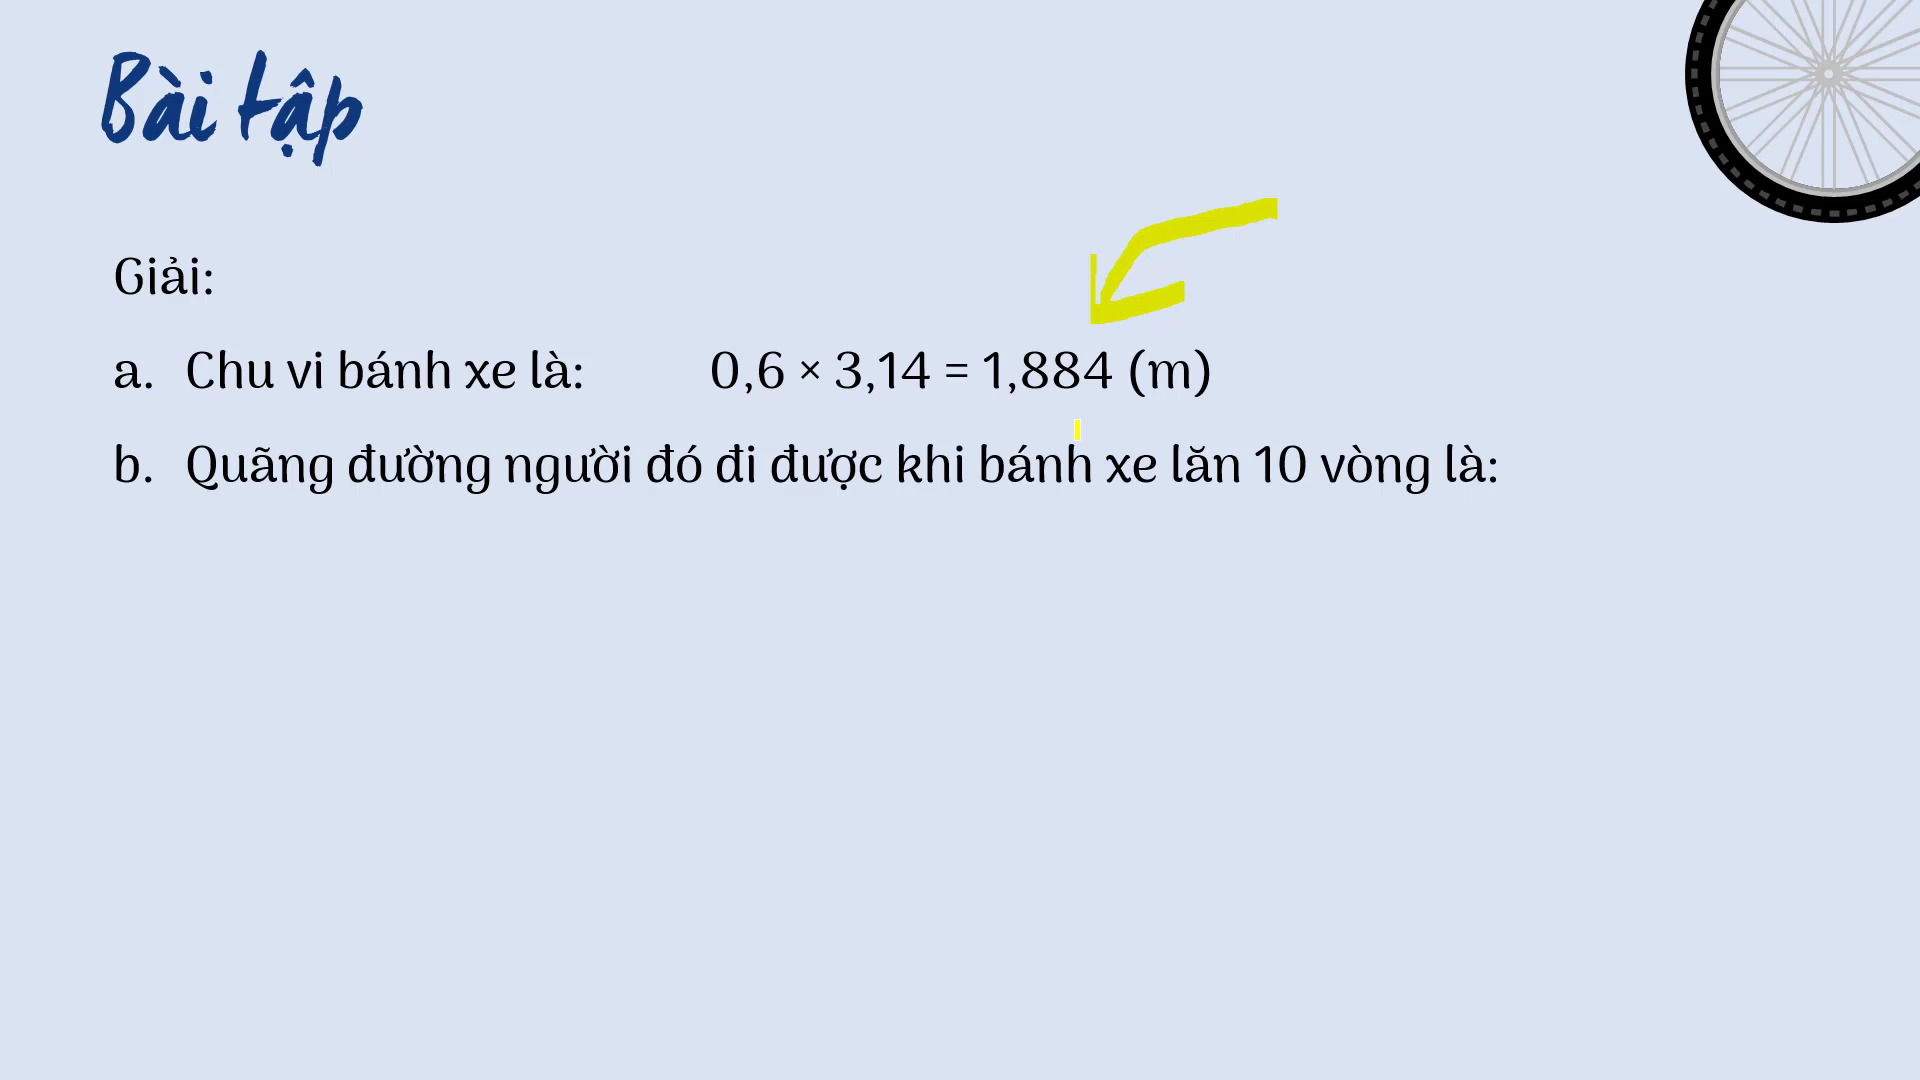 Bài tập
Giải:
a. Chu vi bánh xe là: 0,6 × 3,14 = 1,884 (m)
b. Quãng đường người đó đi được khi bánh xe lăn 10 vòng là: